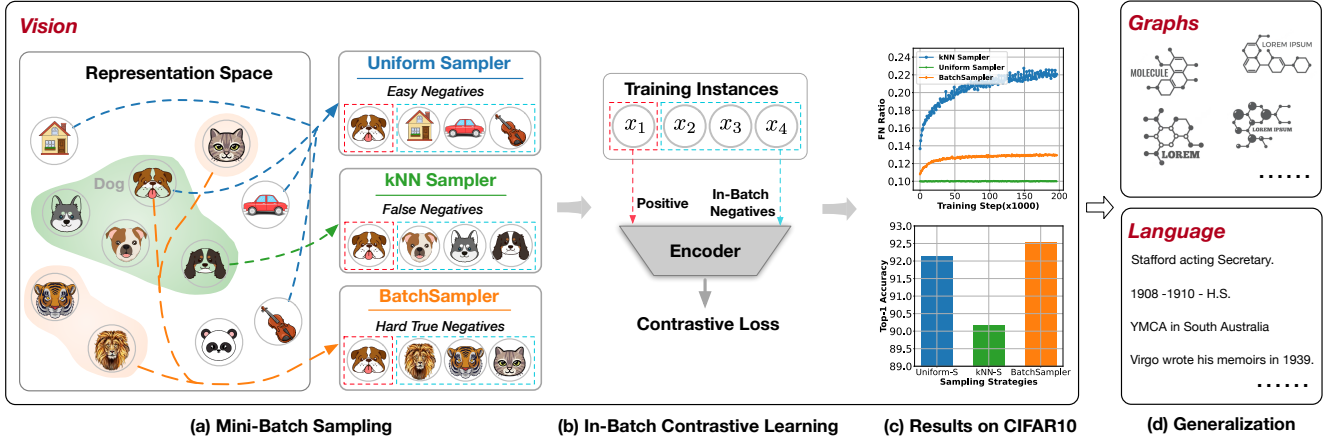 Vision
Representation Space
Dog
Uniform Sampler
Easy Negatives
kNN Sampler
False Negatives
BatchSampler
Hard True Negatives
(a) Mini-Batch Sampling
Training Instances
x1 x2 x3 x4
Positive
In-Batch
Negatives
Encoder
Contrastive Loss
(b) In-Batch Contrastive Learning
FN Ratio
0.24
0.22
0.20
0.18
0.16
0.14
0.12
0.10
kNN Sampler
Uniform Sampler
BatchSampler
0 50 100 150 200
Training Step(x1000)
Top-1 Accuracy
92.5
92.0
91.5
91.0
90.5
90.0
89.5
89.0
Uniform-S kNN-S BatchSampler
Sampling Strategies
(c) Results on CIFAR10
Graphs
MOLECULE
LOREM IPSUM
LOREM
LOREM IPSUM
......
Language
Stafford acting Secretary.
1908 -1910 - H.S.
YMCA in South Australia
Virgo wrote his memoirs in 1939.
......
(d) Generalization